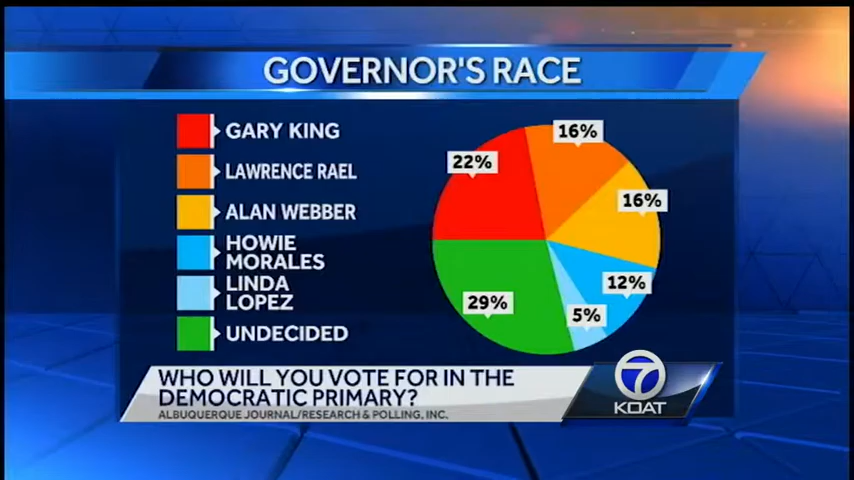 GOVERNOR'S RACE
GARY KING
LAWRENCE RAEL
ALAN WEBBER
HOWIE
MORALES
LINDA
LOPEZ
UNDECIDED
22%
16%
16%
12%
5%
29%
WHO WILL YOU VOTE FOR IN THE
DEMOCRATIC PRIMARY?
ALBUQUERQUE JOURNAL/RESEARCH & POLLING, INC.
7
KOAT